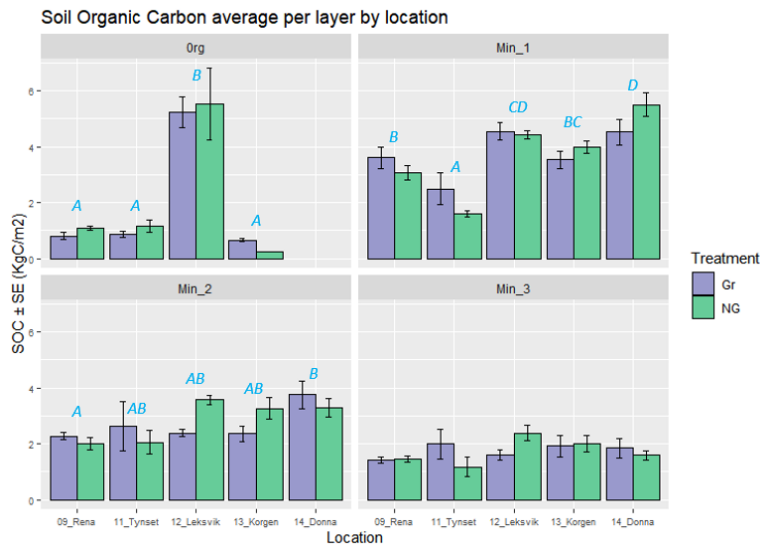 Soil Organic Carbon average per layer by location
0rg
Min_1
6
4
2
0
A
A
B
A
B
A
CD
BC
D
Min_2
Min_3
6
4
2
0
A
AB
AB
AB
B
SOC ± SE (KgC/m2)
09_Rena 11_Tynset 12_Leksvik 13_Korgen 14_Donna
09_Rena 11_Tynset 12_Leksvik 13_Korgen 14_Donna
Location
Treatment
Gr
NG